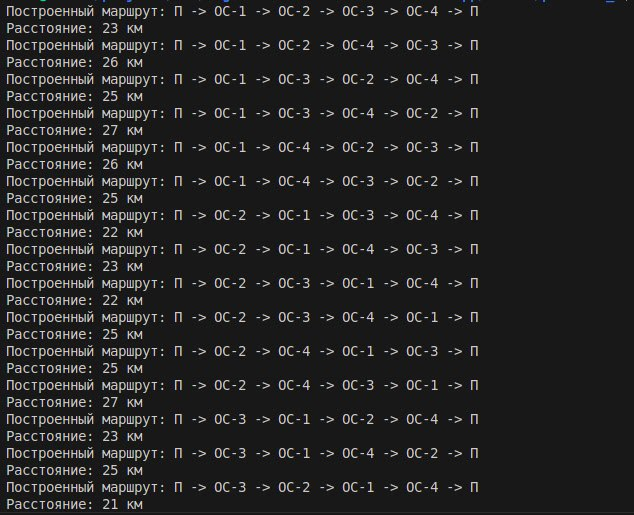 Построенный маршрут: П -> ОС-1 -> ОС-2 -> ОС-3 -> ОС-4 -> П
Расстояние: 23 км
Построенный маршрут: П -> ОС-1 -> ОС-2 -> ОС-4 -> ОС-3 -> П
Расстояние: 26 км
Построенный маршрут: П -> ОС-1 -> ОС-3 -> ОС-2 -> ОС-4 -> П
Расстояние: 25 км
Построенный маршрут: П -> ОС-1 -> ОС-3 -> ОС-4 -> ОС-2 -> П
Расстояние: 27 км
Построенный маршрут: П -> ОС-1 -> ОС-4 -> ОС-2 -> ОС-3 -> П
Расстояние: 26 км
Построенный маршрут: П -> ОС-1 -> ОС-4 -> ОС-3 -> ОС-2 -> П
Расстояние: 25 км
Построенный маршрут: П -> ОС-2 -> ОС-1 -> ОС-3 -> ОС-4 -> П
Расстояние: 22 км
Построенный маршрут: П -> ОС-2 -> ОС-1 -> ОС-4 -> ОС-3 -> П
Расстояние: 23 км
Построенный маршрут: П -> ОС-2 -> ОС-3 -> ОС-1 -> ОС-4 -> П
Расстояние: 22 км
Построенный маршрут: П -> ОС-2 -> ОС-3 -> ОС-4 -> ОС-1 -> П
Расстояние: 25 км
Построенный маршрут: П -> ОС-2 -> ОС-4 -> ОС-1 -> ОС-3 -> П
Расстояние: 25 км
Построенный маршрут: П -> ОС-2 -> ОС-4 -> ОС-3 -> ОС-1 -> П
Расстояние: 27 км
Построенный маршрут: П -> ОС-3 -> ОС-1 -> ОС-2 -> ОС-4 -> П
Расстояние: 23 км
Построенный маршрут: П -> ОС-3 -> ОС-1 -> ОС-4 -> ОС-2 -> П
Расстояние: 25 км
Построенный маршрут: П -> ОС-3 -> ОС-2 -> ОС-1 -> ОС-4 -> П
Расстояние: 21 км